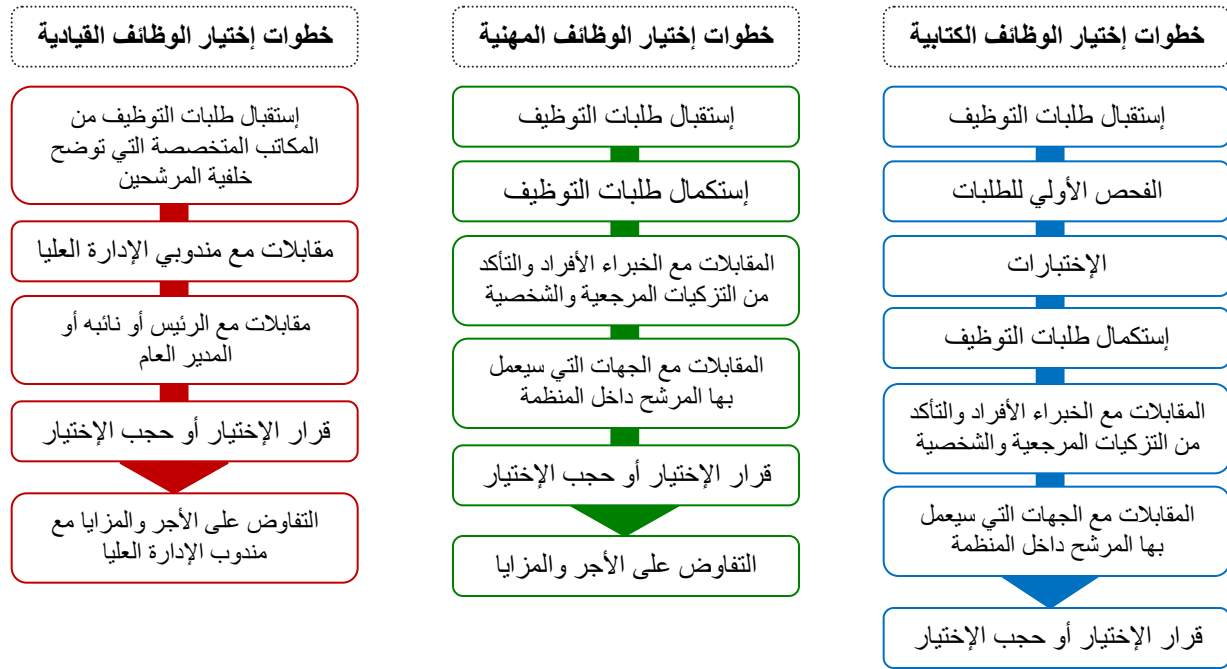 خطوات إختيار الوظائف الكتابية
إستقبال طلبات التوظيف
الفحص الأولي للطلبات
الإختبارات
إستكمال طلبات التوظيف
المقابلات مع الخبراء الأفراد والتأكد
من التزكيات المرجعية والشخصية
المقابلات مع الجهات التي سيعمل
بها المرشح داخل المنظمة
قرار الإختيار أو حجب الإختيار
خطوات إختيار الوظائف المهنية
إستقبال طلبات التوظيف
إستكمال طلبات التوظيف
المقابلات مع الخبراء الأفراد والتأكد
من التزكيات المرجعية والشخصية
المقابلات مع الجهات التي سيعمل
بها المرشح داخل المنظمة
قرار الإختيار أو حجب الإختيار
التفاوض على الأجر والمزايا
خطوات إختيار الوظائف القيادية
إستقبال طلبات التوظيف من
المكاتب المتخصصة التي توضح
خلفية المرشحين
مقابلات مع مندوبي الإدارة العليا
مقابلات مع الرئيس أو نائبه أو
المدير العام
قرار الإختيار أو حجب الإختيار
التفاوض على الأجر والمزايا مع
مندوب الإدارة العليا